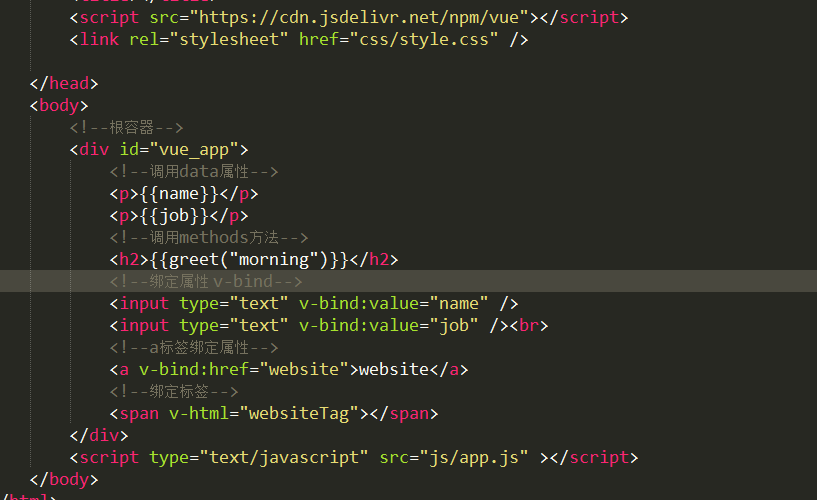 <script src="https://cdn.jsdelivr.net/npm/vue"></script>
<link rel="stylesheet" href="css/style.css" />
</head>
<body>
<!--根容器-->
<div id="vue_app">
<!--调用data属性-->
<p>{{name}}</p>
<p>{{job}}</p>
<!--调用methods方法-->
<h2>{{greet("morning")}}</h2>
<!--绑定属性 v-bind-->
<input type="text" v-bind:value="name" />
<input type="text" v-bind:value="job" /><br>
<!--a标签绑定属性-->
<a v-bind:href="website">website</a>
<!--绑定标签-->
<span v-html="websiteTag"></span>
</div>
<script type="text/javascript" src="js/app.js" ></script>
</body>